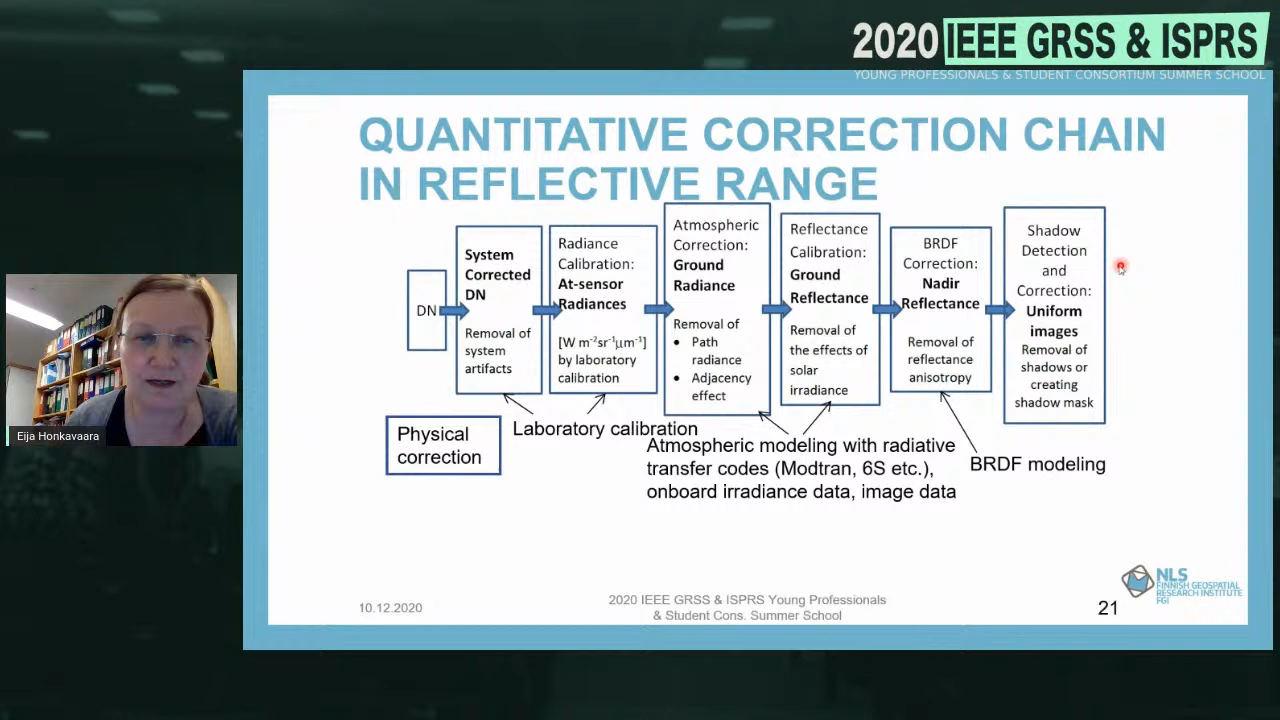 2020 IEEE GRSS & ISPRS
YOUNG PROFESSIONALS & STUDENT CONSORTIUM SUMMER SCHOOL
QUANTITATIVE CORRECTION CHAIN
IN REFLECTIVE RANGE
DN
System
Corrected
DN
Removal of
system
artifacts
Radiance
Calibration:
At-sensor
Radiances
[W m⁻²sr⁻¹µm⁻¹]
by laboratory
calibration
Atmospheric
Correction:
Ground
Radiance
Removal of
• Path
radiance
• Adjacency
effect
Reflectance
Calibration:
Ground
Reflectance
Removal of
the effects of
solar
irradiance
BRDF
Correction:
Nadir
Reflectance
Removal of
reflectance
anisotropy
Shadow
Detection
and
Correction:
Uniform
images
Removal of
shadows or
creating
shadow mask
Physical
correction
Laboratory calibration
Atmospheric modeling with radiative
transfer codes (Modtran, 6S etc.),
onboard irradiance data, image data
BRDF modeling
Eija Honkavaara
10.12.2020
2020 IEEE GRSS & ISPRS Young Professionals
& Student Cons. Summer School
21
NLS
FINNISH GEOSPATIAL
RESEARCH INSTITUTE
FGI